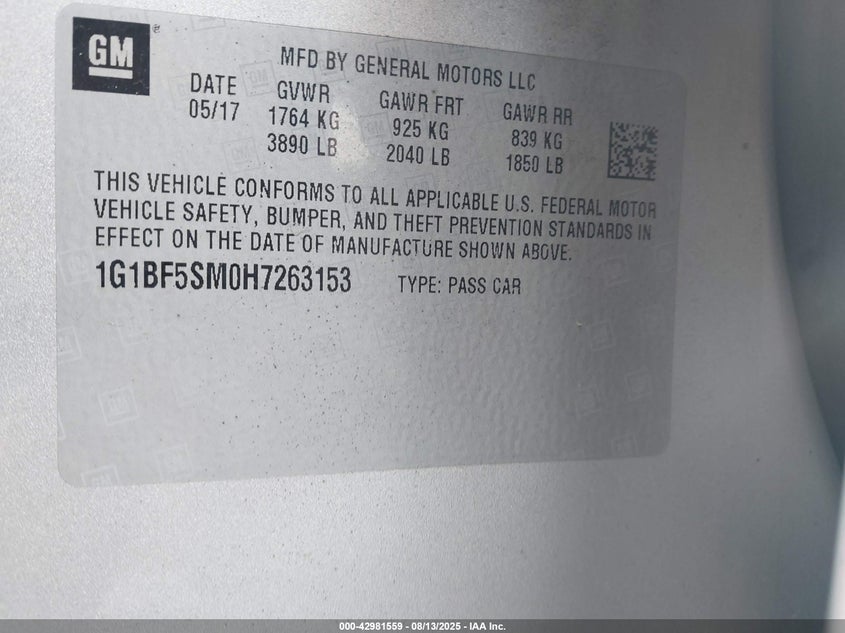 GM®
MFD BY GENERAL MOTORS LLC
DATE GVWR GAWR FRT GAWR RR
05/17 1764 KG 925 KG 839 KG
3890 LB 2040 LB 1850 LB
THIS VEHICLE CONFORMS TO ALL APPLICABLE U.S. FEDERAL MOTOR
VEHICLE SAFETY, BUMPER, AND THEFT PREVENTION STANDARDS IN
EFFECT ON THE DATE OF MANUFACTURE SHOWN ABOVE.
1G1BF5SM0H7263153 TYPE: PASS CAR
000-42981559 - 08/13/2025 - IAA Inc.